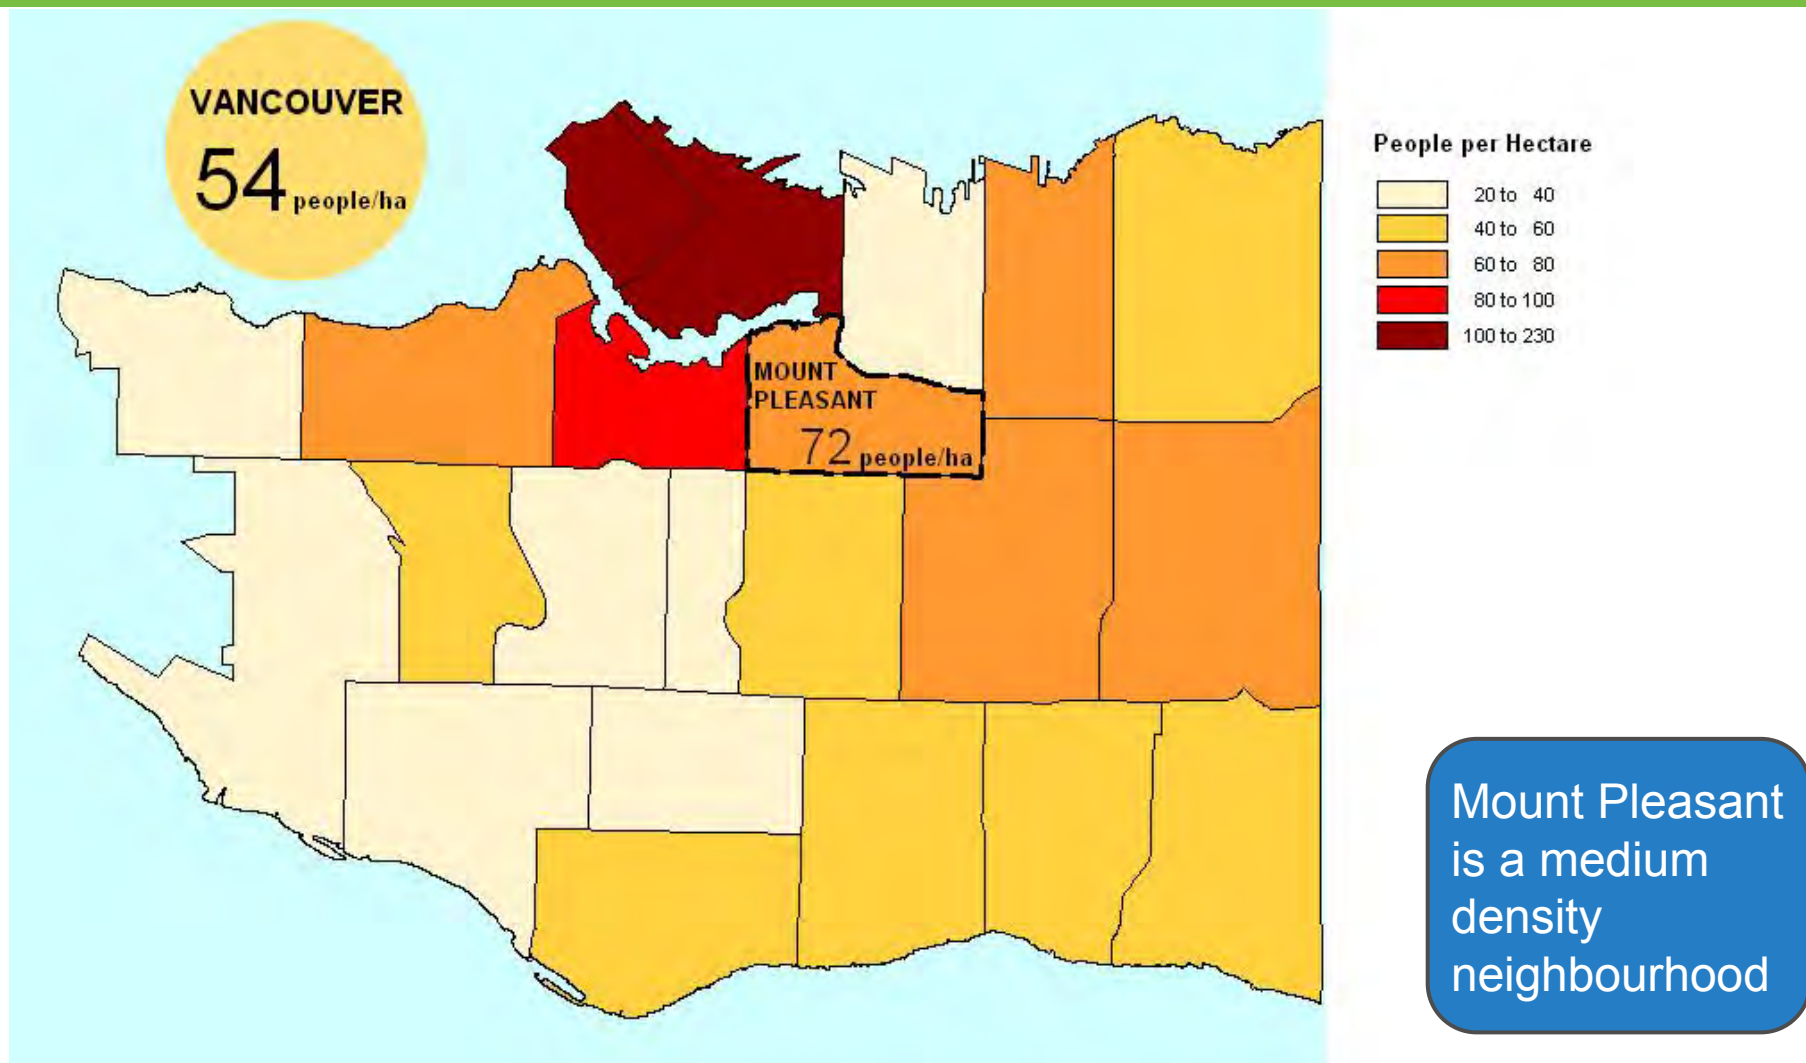 VANCOUVER
54 people/ha
People per Hectare
20 to 40
40 to 60
60 to 80
80 to 100
100 to 230
MOUNT
PLEASANT
72 people/ha
Mount Pleasant
is a medium
density
neighbourhood